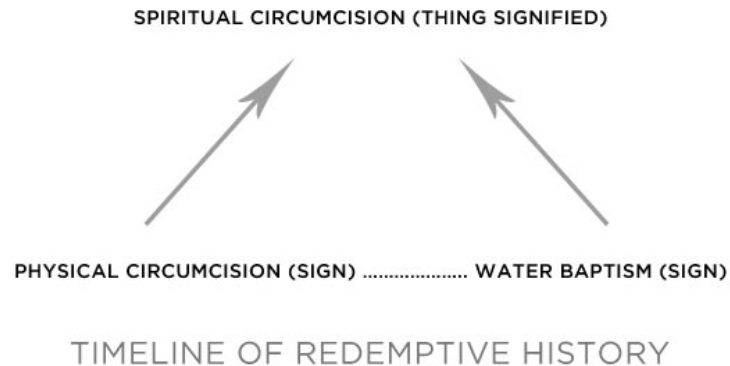 SPIRITUAL CIRCUMCISION (THING SIGNIFIED)
PHYSICAL CIRCUMCISION (SIGN) .................... WATER BAPTISM (SIGN)
TIMELINE OF REDEMPTIVE HISTORY